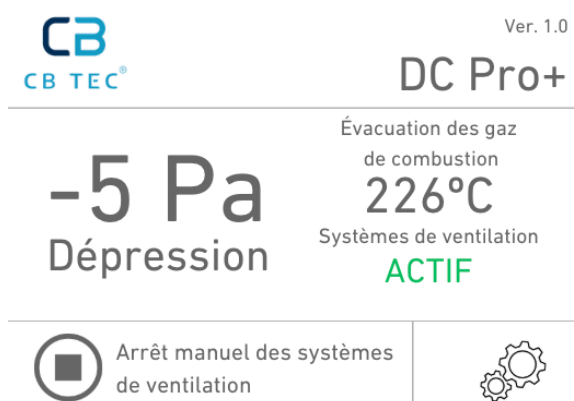 CB
CB TEC®
Ver. 1.0
DC Pro+
-5 Pa
Dépression
Évacuation des gaz
de combustion
226ºC
Systèmes de ventilation
ACTIF
Arrêt manuel des systèmes
de ventilation